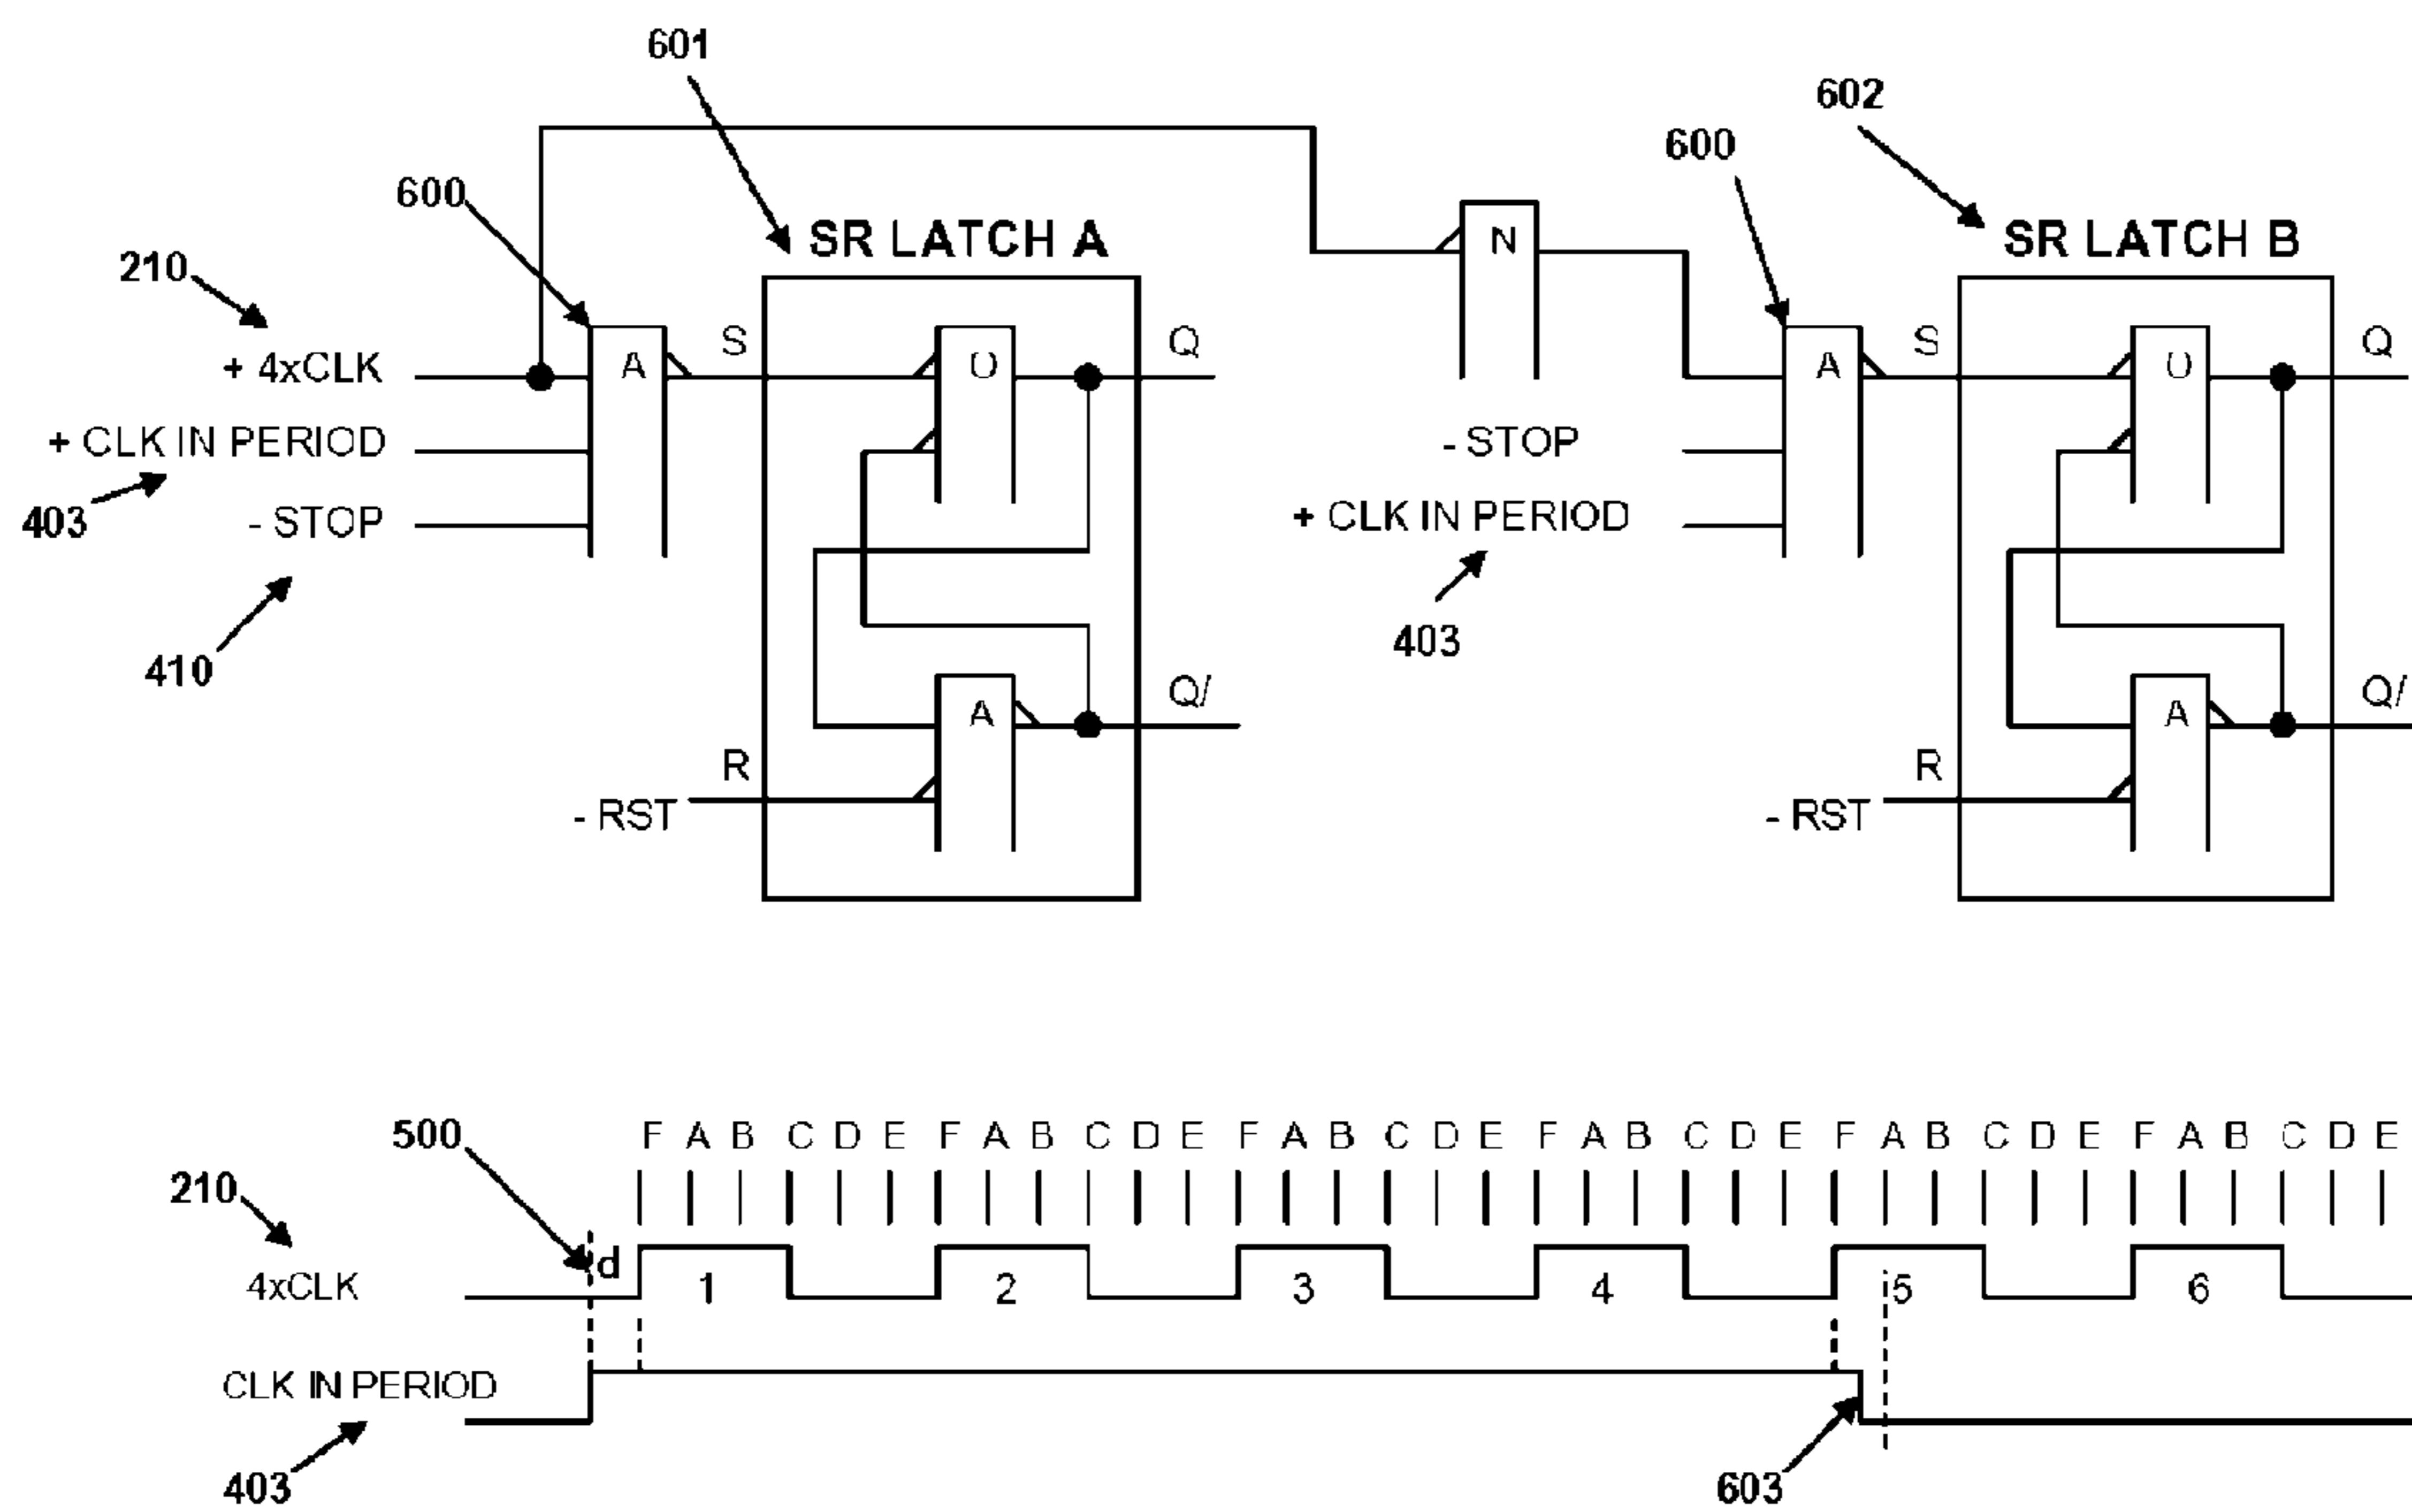 601
602
600
600
SR LATCH A
SR LATCH B
210
N
+ 4xCLK
A
S
O
Q
A
S
O
Q
+ CLK IN PERIOD
- STOP
403
- STOP
+ CLK IN PERIOD
403
410
A
Q/
A
Q/
R
- RST
R
- RST
500
F A B C D E F A B C D E F A B C D E F A B C D E F A B C D E F A B C D E
210
d
4xCLK
1 2 3 4 5 6
CLK IN PERIOD
403
603